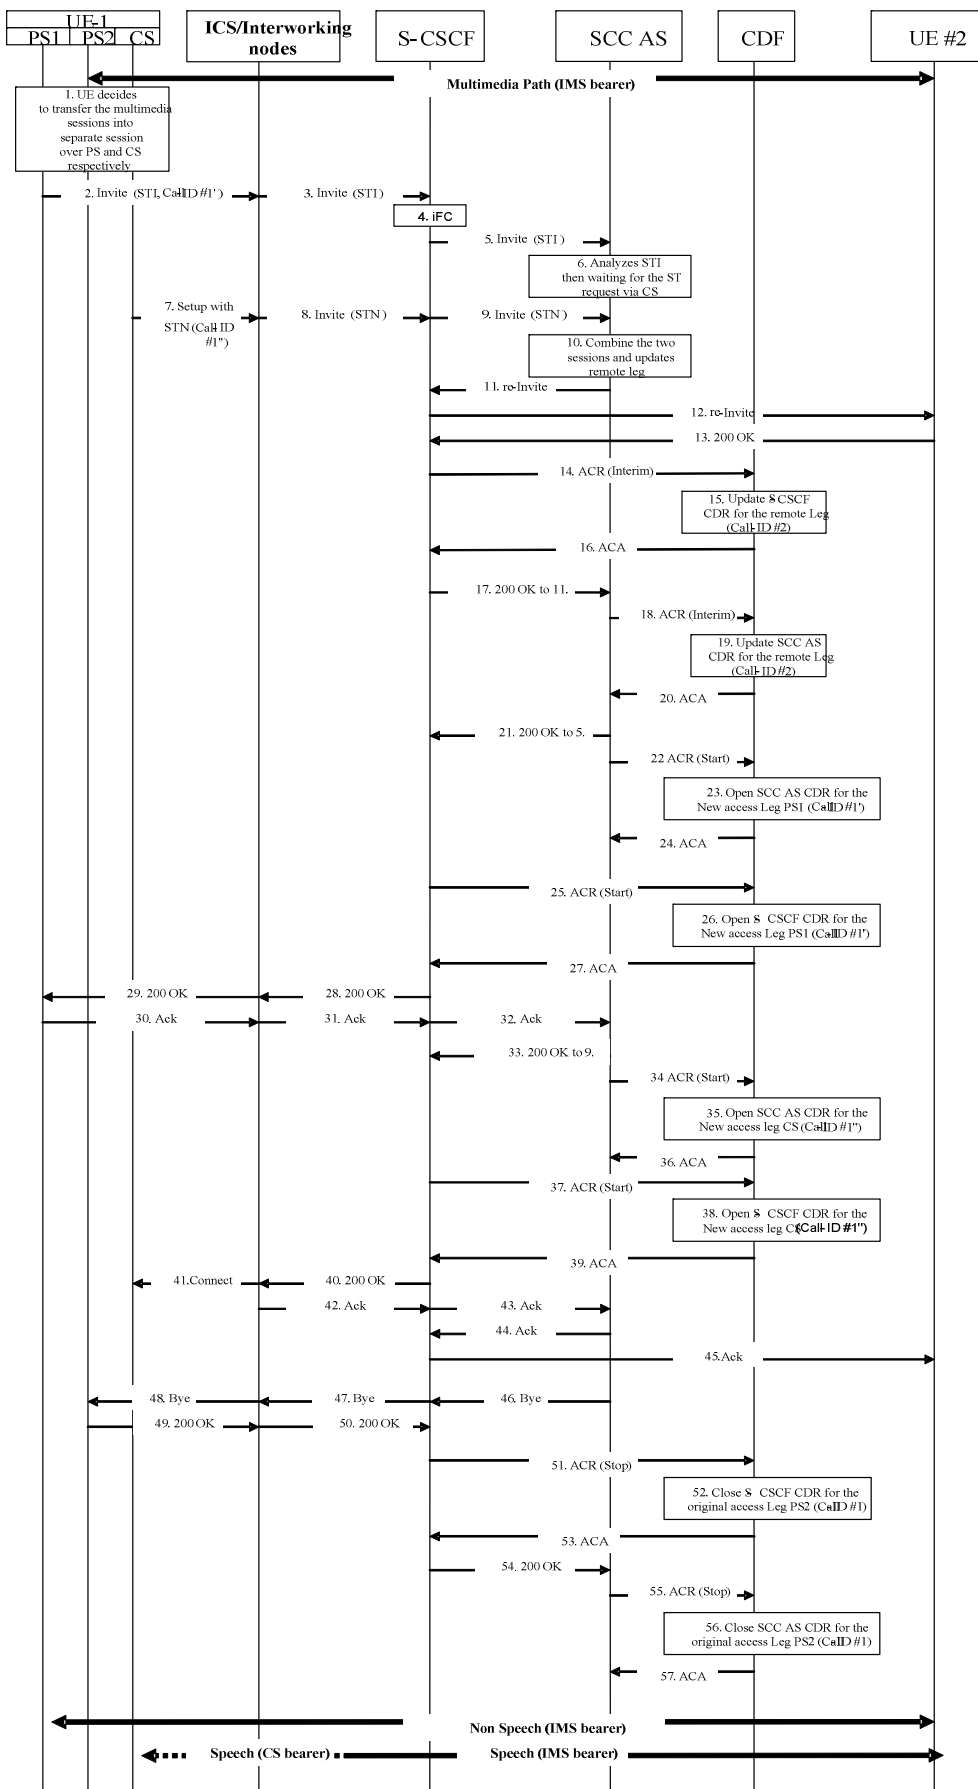 UE-1
PS1 PS2 CS
ICS/Interworking
nodes
S-CSCF
SCC AS
CDF
UE #2
Multimedia Path (IMS bearer)
1. UE decides
to transfer the multimedia
sessions into
separate session
over PS and CS
respectively
2. Invite (STI, Call-ID #1')
3. Invite (STI)
4. iFC
5. Invite (STI)
6. Analyzes STI
then waiting for the ST
request via CS
7. Setup with
STN (Call-ID
#1")
8. Invite (STN)
9. Invite (STN)
10. Combine the two
sessions and updates
remote leg
11. re-Invite
12. re-Invite
13. 200 OK
14. ACR (Interim)
15. Update S-CSCF
CDR for the remote Leg
(Call-ID #2)
16. ACA
17. 200 OK to 11.
18. ACR (Interim)
19. Update SCC AS
CDR for the remote Leg
(Call-ID #2)
20. ACA
21. 200 OK to 5.
22 ACR (Start)
23. Open SCC AS CDR for the
New access Leg PS1 (Call-ID #1')
24. ACA
25. ACR (Start)
26. Open S-CSCF CDR for the
New access Leg PS1 (Call-ID #1')
27. ACA
28. 200 OK
29. 200 OK
30. Ack
31. Ack
32. Ack
33. 200 OK to 9.
34 ACR (Start)
35. Open SCC AS CDR for the
New access leg CS (Call-ID #1")
36. ACA
37. ACR (Start)
38. Open S-CSCF CDR for the
New access leg CS (Call-ID #1")
39. ACA
40. 200 OK
41.Connect
42. Ack
43. Ack
44. Ack
45.Ack
46. Bye
47. Bye
48. Bye
49. 200 OK
50. 200 OK
51. ACR (Stop)
52. Close S-CSCF CDR for the
original access Leg PS2 (Call-ID #1)
53. ACA
54. 200 OK
55. ACR (Stop)
56. Close SCC AS CDR for the
original access Leg PS2 (Call-ID #1)
57. ACA
Non Speech (IMS bearer)
Speech (CS bearer)
Speech (IMS bearer)